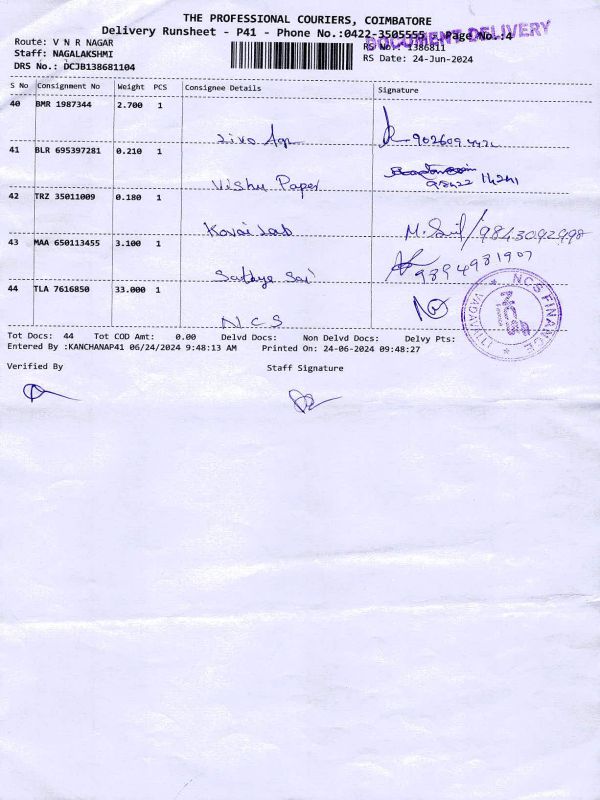 THE PROFESSIONAL COURIERS, COIMBATORE
Delivery Runsheet - P41 - Phone No.:0422-3505555 Page No.:4
DOCUMENT DELIVERY
Route: V N R NAGAR
RS No: 1386811
Staff: NAGALAKSHMI
RS Date: 24-Jun-2024
DRS No.: DCJB138681104
S No Consignment No Weight PCS Consignee Details Signature
40 BMR 1987344 2.700 1
41 BLR 695397281 0.210 1
Vishu Paper
42 TRZ 35011009 0.180 1
Kovai Lab
9843092998
43 MAA 650113455 3.100 1
Sathya Sai
9894981907
44 TLA 7616850 33.000 1
N.C.S
NCS FINANCE
VADAVALLI
Tot Docs: 44 Tot COD Amt: 0.00 Delvd Docs: Non Delvd Docs: Delvy Pts:
Entered By :KANCHANAP41 06/24/2024 9:48:13 AM Printed On: 24-06-2024 09:48:27
Verified By Staff Signature